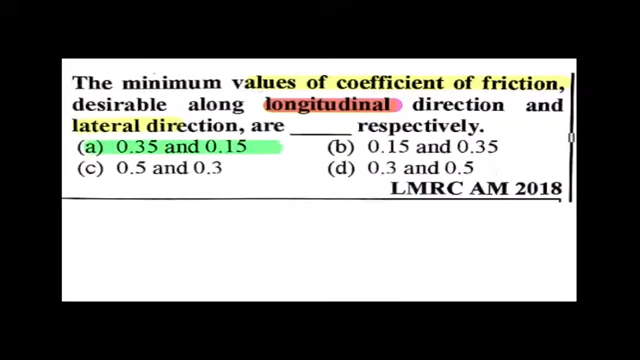 The minimum values of coefficient of friction,
desirable along longitudinal direction and
lateral direction, are _____ respectively.
(a) 0.35 and 0.15 (b) 0.15 and 0.35
(c) 0.5 and 0.3 (d) 0.3 and 0.5
LMRC AM 2018